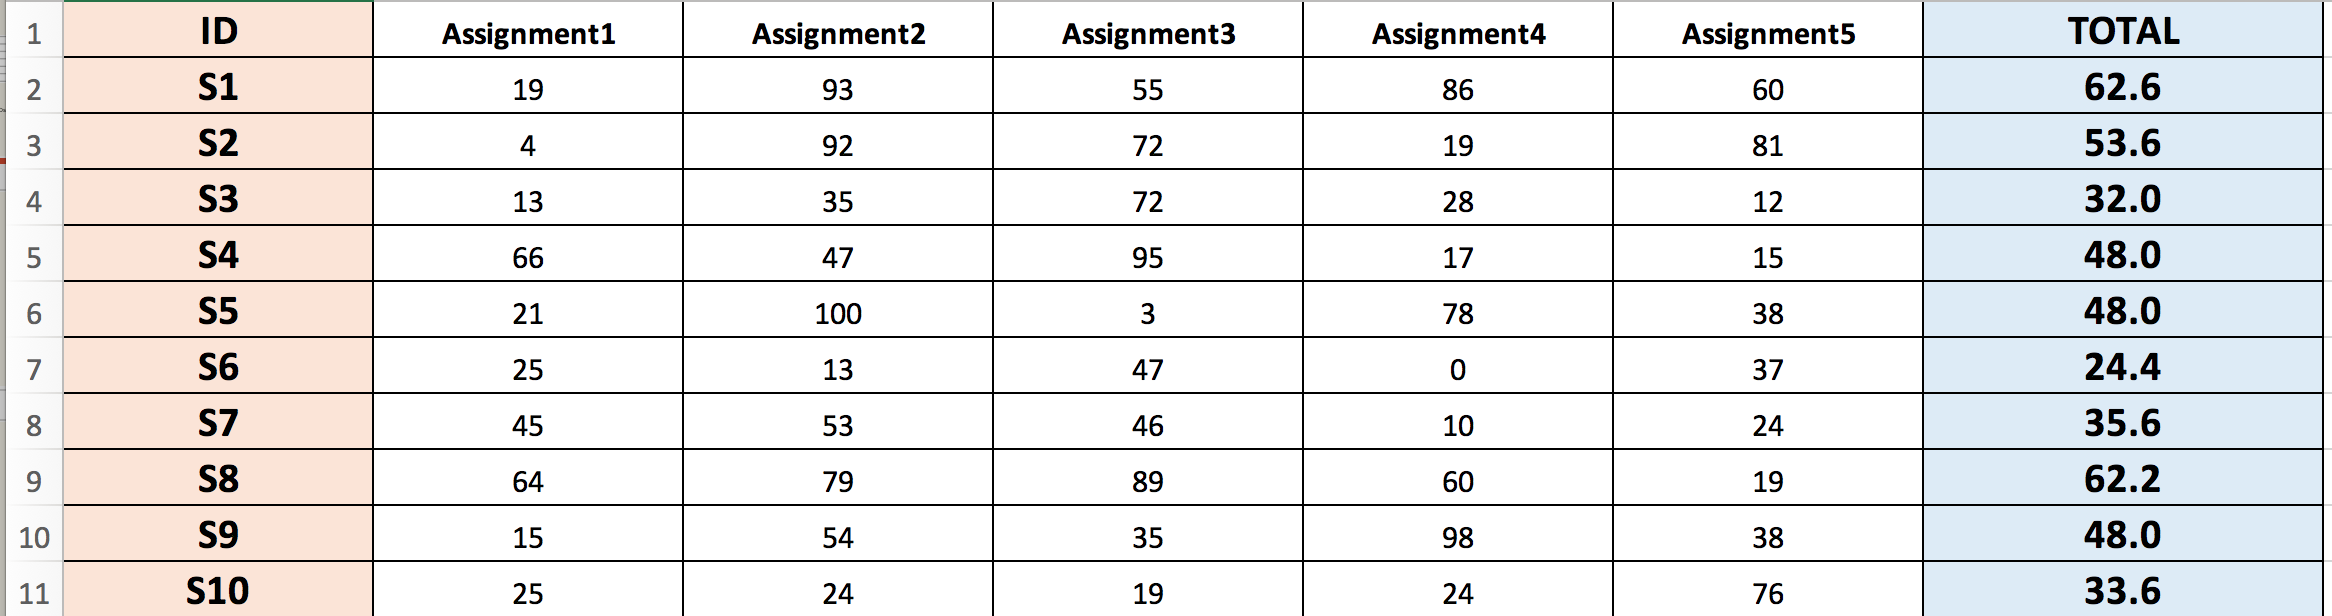 1 ID Assignment1 Assignment2 Assignment3 Assignment4 Assignment5 TOTAL
2 S1 19 93 55 86 60 62.6
3 S2 4 92 72 19 81 53.6
4 S3 13 35 72 28 12 32.0
5 S4 66 47 95 17 15 48.0
6 S5 21 100 3 78 38 48.0
7 S6 25 13 47 0 37 24.4
8 S7 45 53 46 10 24 35.6
9 S8 64 79 89 60 19 62.2
10 S9 15 54 35 98 38 48.0
11 S10 25 24 19 24 76 33.6